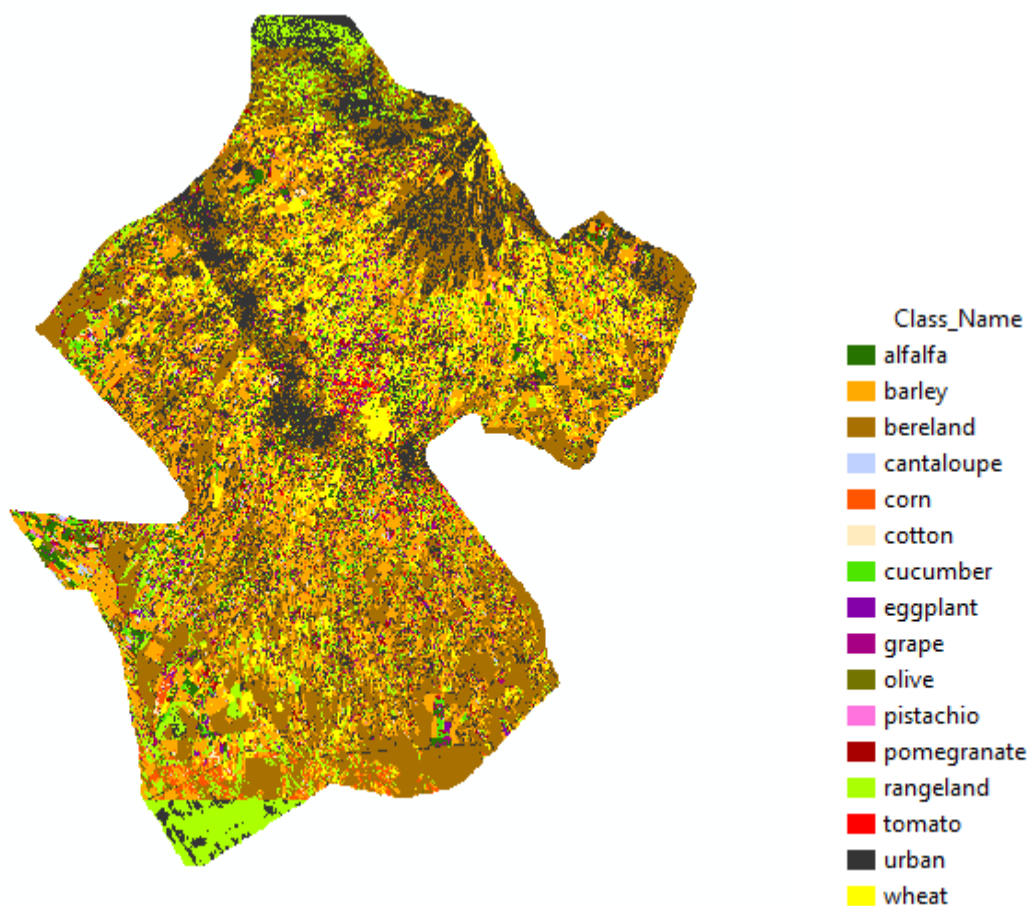 Class_Name
alfalfa
barley
bereland
cantaloupe
corn
cotton
cucumber
eggplant
grape
olive
pistachio
pomegranate
rangeland
tomato
urban
wheat